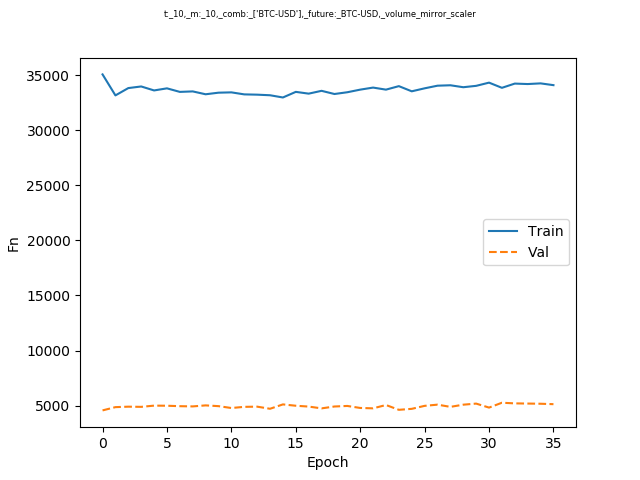 t:_10,_m:_10,_comb:_['BTC-USD'],_future:_BTC-USD,_volume_mirror_scaler
35000
30000
25000
20000
15000
10000
5000
Fn
Train
Val
0 5 10 15 20 25 30 35
Epoch